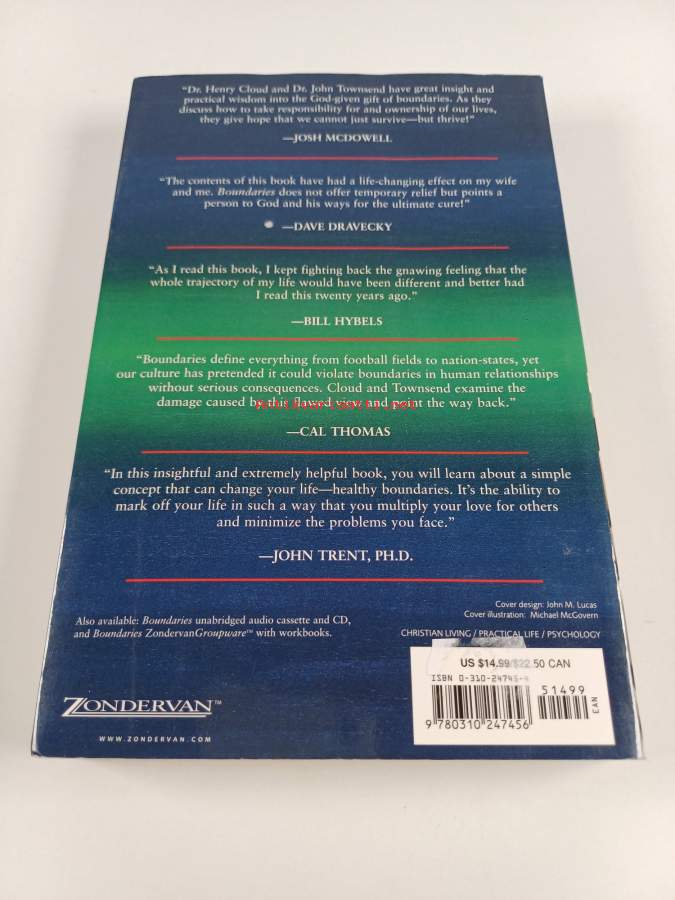 “Dr. Henry Cloud and Dr. John Townsend have great insight and
practical wisdom into the God-given gift of boundaries. As they
discuss how to take responsibility for and ownership of our lives,
they give hope that we cannot just survive—but thrive!”
—JOSH MCDOWELL
“The contents of this book have had a life-changing effect on my wife
and me. Boundaries does not offer temporary relief but points a
person to God and his ways for the ultimate cure!”
—DAVE DRAVECKY
“As I read this book, I kept fighting back the gnawing feeling that the
whole trajectory of my life would have been different and better had
I read this twenty years ago.”
—BILL HYBELS
“Boundaries define everything from football fields to nation-states, yet
our culture has pretended it could violate boundaries in human relationships
without serious consequences. Cloud and Townsend examine the
damage caused by this flawed view and point the way back.”
—CAL THOMAS
“In this insightful and extremely helpful book, you will learn about a simple
concept that can change your life—healthy boundaries. It’s the ability to
mark off your life in such a way that you multiply your love for others
and minimize the problems you face.”
—JOHN TRENT, PH.D.
Cover design: John M. Lucas
Cover illustration: Michael McGovern
Also available: Boundaries unabridged audio cassette and CD,
and Boundaries ZondervanGroupware™ with workbooks.
CHRISTIAN LIVING / PRACTICAL LIFE / PSYCHOLOGY
US $14.99/$22.50 CAN
ISBN 0-310-24745-4
51499
EAN
9 780310 247456
ZONDERVAN™
WWW.ZONDERVAN.COM